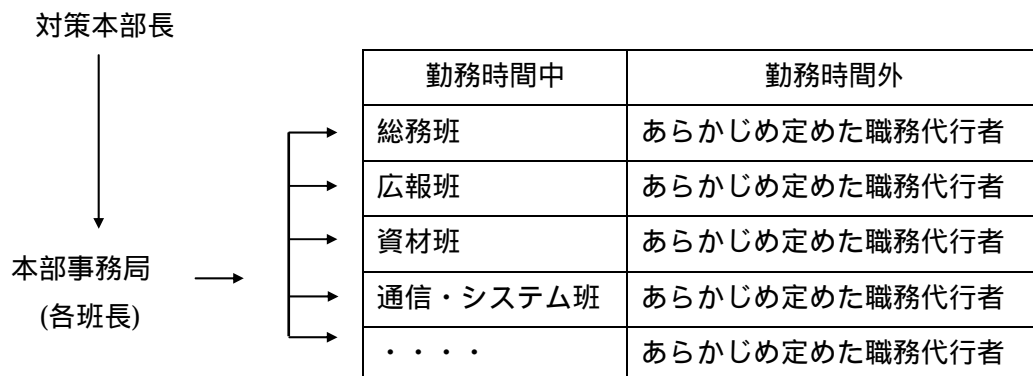 対策本部長
本部事務局
(各班長)
勤務時間中 勤務時間外
総務班 あらかじめ定めた職務代行者
広報班 あらかじめ定めた職務代行者
資材班 あらかじめ定めた職務代行者
通信・システム班 あらかじめ定めた職務代行者
・・・・ あらかじめ定めた職務代行者